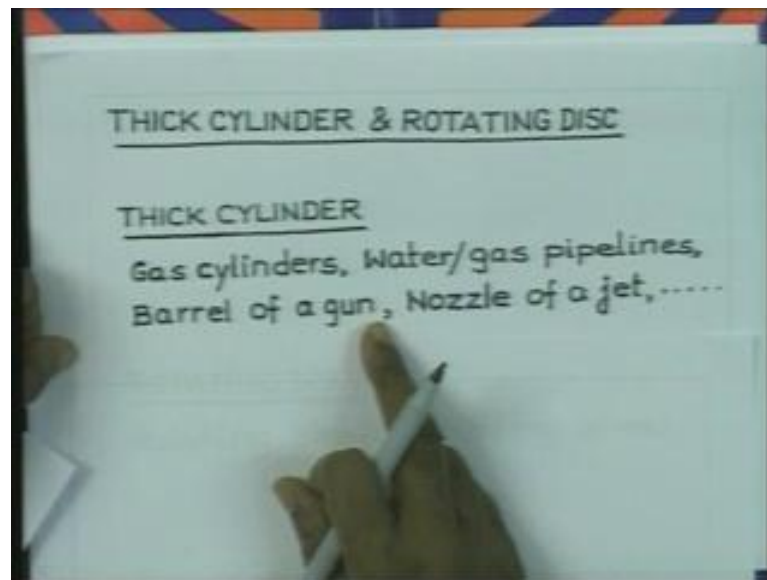 THICK CYLINDER & ROTATING DISC
THICK CYLINDER
Gas cylinders, Water/gas pipelines,
Barrel of a gun, Nozzle of a jet,.....